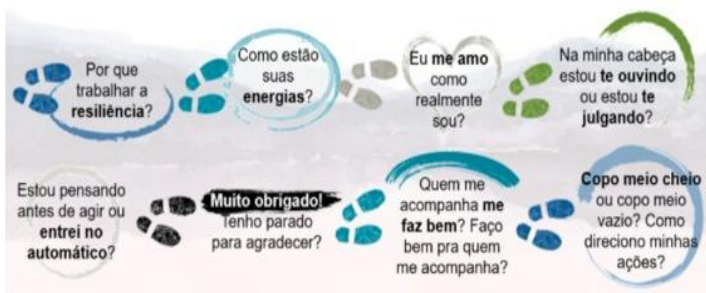 Por que
trabalhar a
resiliência?
Como estão
suas
energias?
Eu me amo
como
realmente
sou?
Na minha cabeça
estou te ouvindo
ou estou te
julgando?
Estou pensando
antes de agir ou
entrei no
automático?
Muito obrigado!
Tenho parado
para agradecer?
Quem me
acompanha me
faz bem? Faço
bem pra quem
me acompanha?
Copo meio cheio
ou copo meio
vazio? Como
direciono minhas
ações?